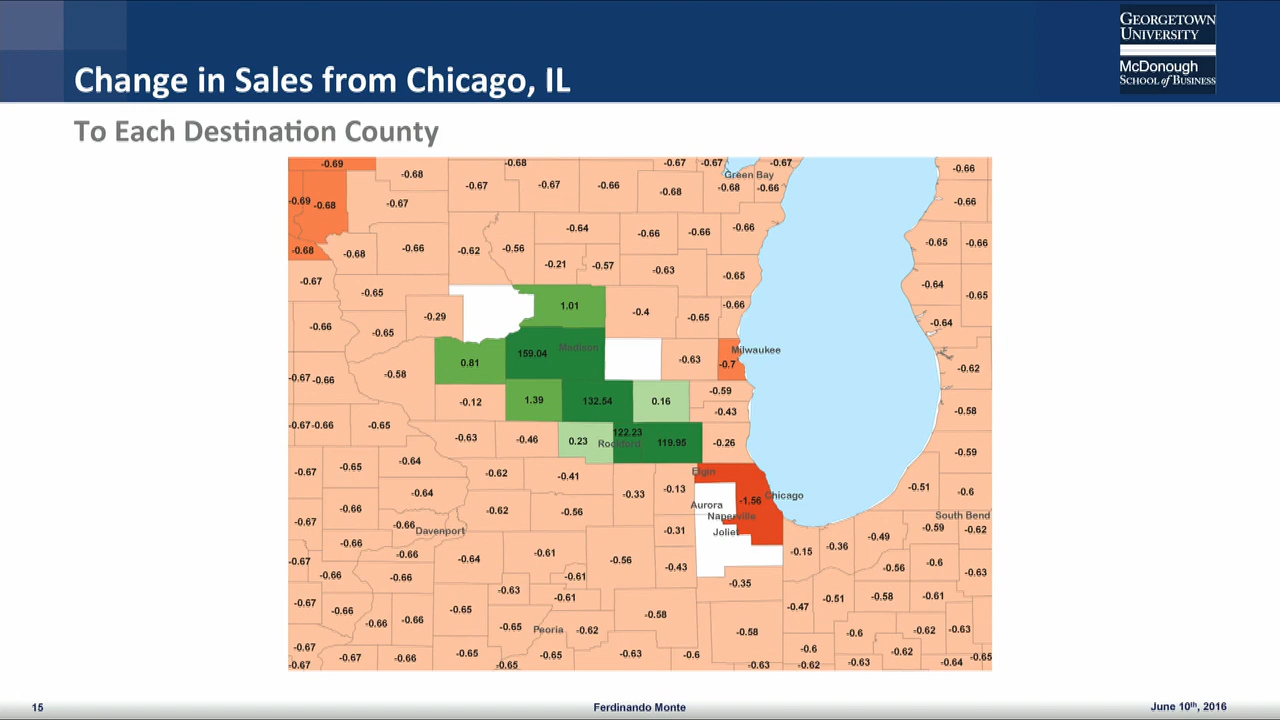 GEORGETOWN
UNIVERSITY
McDonough
SCHOOL of BUSINESS
Change in Sales from Chicago, IL
To Each Destination County
-0.69 -0.68 -0.67 -0.67 -0.67 -0.66
-0.68 Green Bay
-0.67 -0.67 -0.66 -0.68 -0.68 -0.66
-0.69 -0.68 -0.67 -0.66
-0.64 -0.66 -0.66 -0.66
-0.68 -0.68 -0.66 -0.62 -0.56 -0.65 -0.66
-0.21 -0.57 -0.63 -0.65
-0.67 -0.65 -0.64 -0.65
-0.29 1.01 -0.4 -0.65 -0.66
-0.66 -0.65 -0.64
159.04 Madison Milwaukee
0.81 -0.63 -0.7 -0.62
-0.67 -0.66 -0.58
-0.12 1.39 132.54 0.16 -0.59 -0.43 -0.58
-0.67 -0.66 -0.65 -0.63 -0.46 0.23 122.23 119.95 -0.26
Rockford
-0.59
-0.67 -0.65 -0.64 -0.62 -0.41 Elgin
-0.64 -0.33 -0.13 -0.51 -0.6
-1.56 Chicago
-0.67 -0.66 -0.62 -0.56 Aurora
Naperville South Bend
-0.66 Davenport -0.31 Joliet -0.59 -0.62
-0.66 -0.66 -0.64 -0.61 -0.15 -0.36 -0.49
-0.67 -0.66 -0.66 -0.61 -0.56 -0.43 -0.56 -0.6 -0.63
-0.63 -0.61 -0.35
-0.67 -0.66 -0.66 -0.66 -0.65 -0.58 -0.47 -0.51 -0.58 -0.61
-0.65 Peoria -0.62 -0.58 -0.6 -0.62 -0.63
-0.67 -0.67 -0.67 -0.66 -0.65 -0.65 -0.65 -0.63 -0.6 -0.63 -0.6 -0.62 -0.63 -0.62 -0.64 -0.65
15
Ferdinando Monte
June 10th, 2016